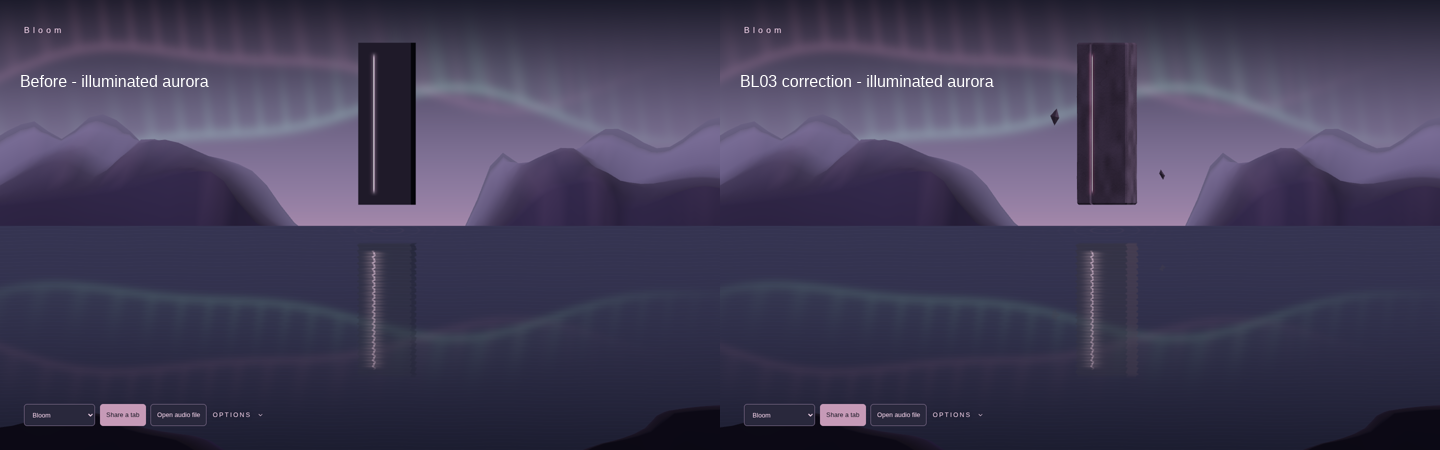 Bloom
Before - illuminated aurora
Bloom Share a tab Open audio file OPTIONS
Bloom
BL03 correction - illuminated aurora
Bloom Share a tab Open audio file OPTIONS